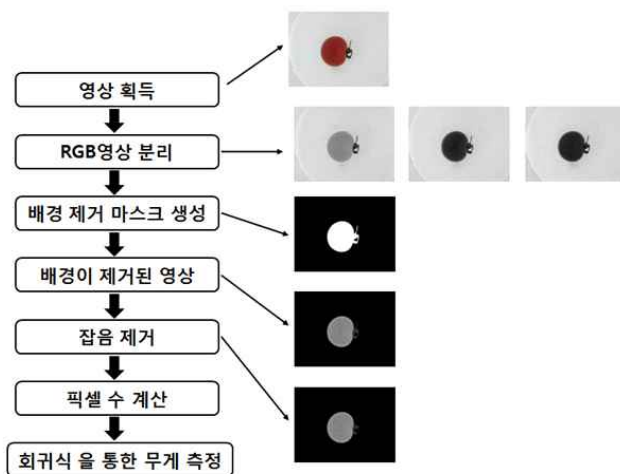 영상 획득
RGB영상 분리
배경 제거 마스크 생성
배경이 제거된 영상
잡음 제거
픽셀 수 계산
회귀식 을 통한 무게 측정